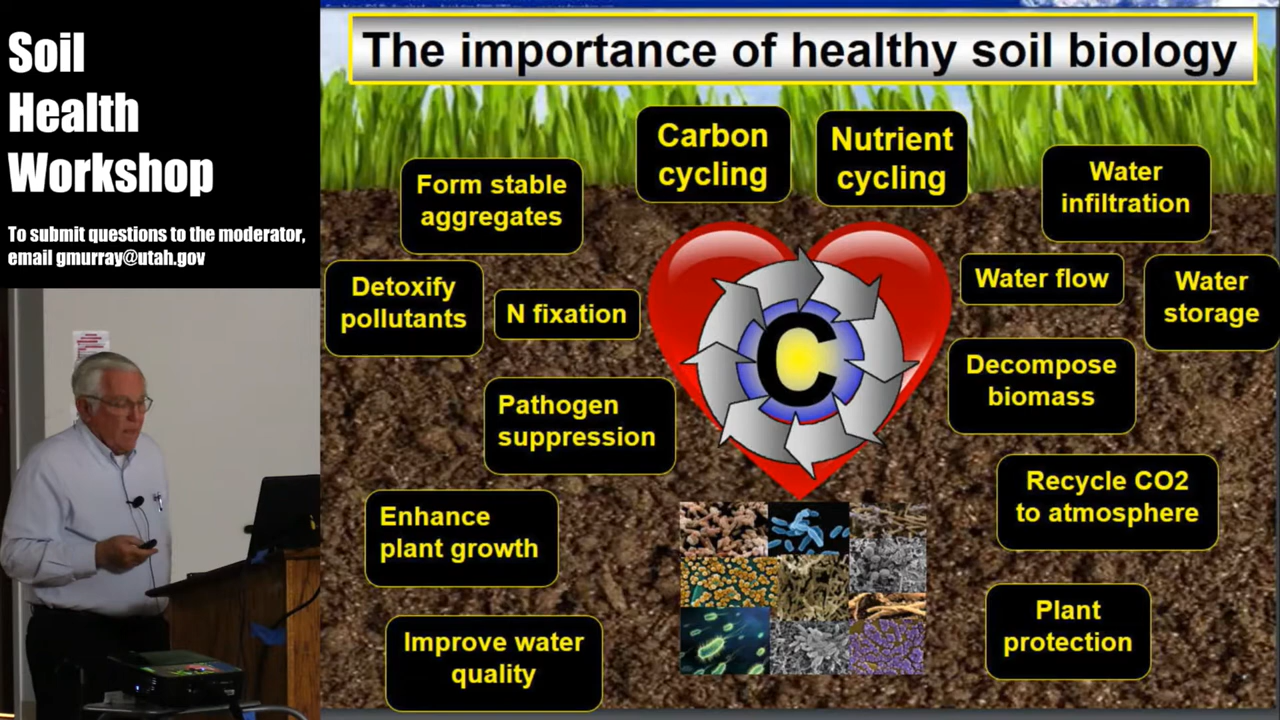 Soil
Health
Workshop
To submit questions to the moderator,
email gmurray@utah.gov
The importance of healthy soil biology
Carbon
cycling
Nutrient
cycling
Form stable
aggregates
Water
infiltration
Detoxify
pollutants
N fixation
Water flow
Water
storage
C
Decompose
biomass
Pathogen
suppression
Recycle CO2
to atmosphere
Enhance
plant growth
Plant
protection
Improve water
quality